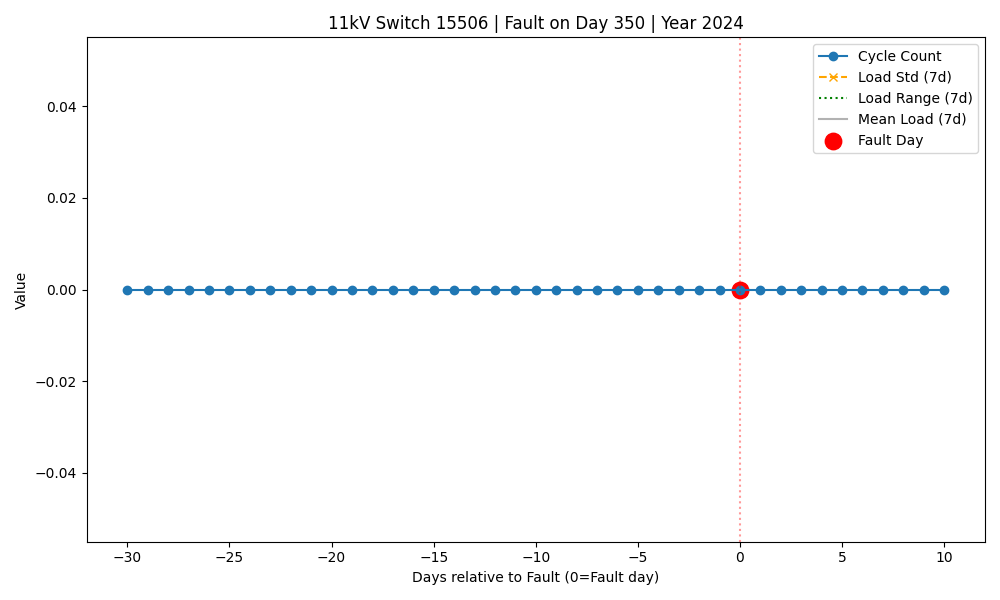 11kV Switch 15506 | Fault on Day 350 | Year 2024
Cycle Count
Load Std (7d)
Load Range (7d)
Mean Load (7d)
Fault Day
0.04
0.02
0.00
−0.02
−0.04
Value
−30
−25
−20
−15
−10
−5
0
5
10
Days relative to Fault (0=Fault day)